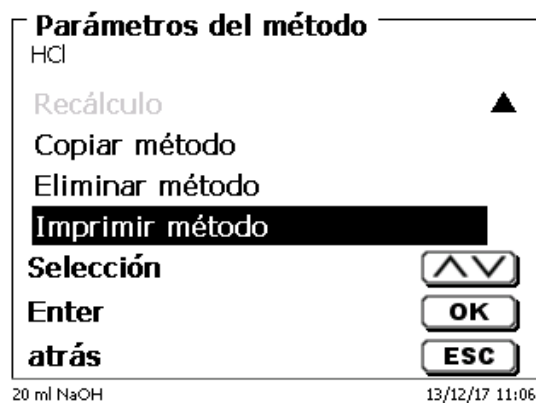 Parámetros del método
HCl
Recálculo
Copiar método
Eliminar método
Imprimir método
Selección
Enter OK
atrás ESC
20 ml NaOH 13/12/17 11:06